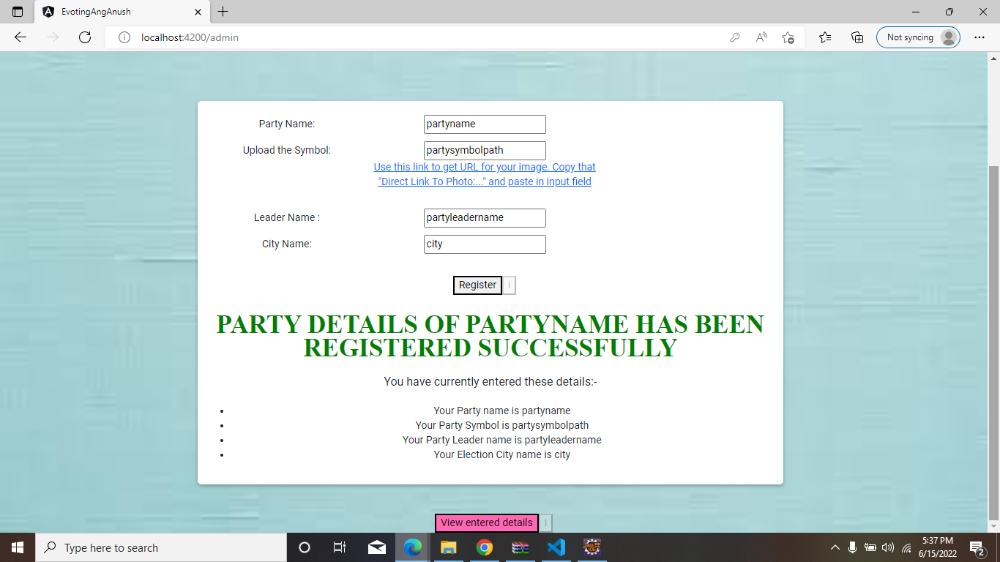 EvotingAngAnush
localhost:4200/admin
Not syncing
Party Name:
partyname
Upload the Symbol:
partysymbolpath
Use this link to get URL for your image. Copy that
"Direct Link To Photo:..." and paste in input field
Leader Name :
partyleadername
City Name:
city
Register i
PARTY DETAILS OF PARTYNAME HAS BEEN
REGISTERED SUCCESSFULLY
You have currently entered these details:-
Your Party name is partyname
Your Party Symbol is partysymbolpath
Your Party Leader name is partyleadername
Your Election City name is city
View entered details i
Type here to search
Java EE
IDE
5:37 PM
6/15/2022
2